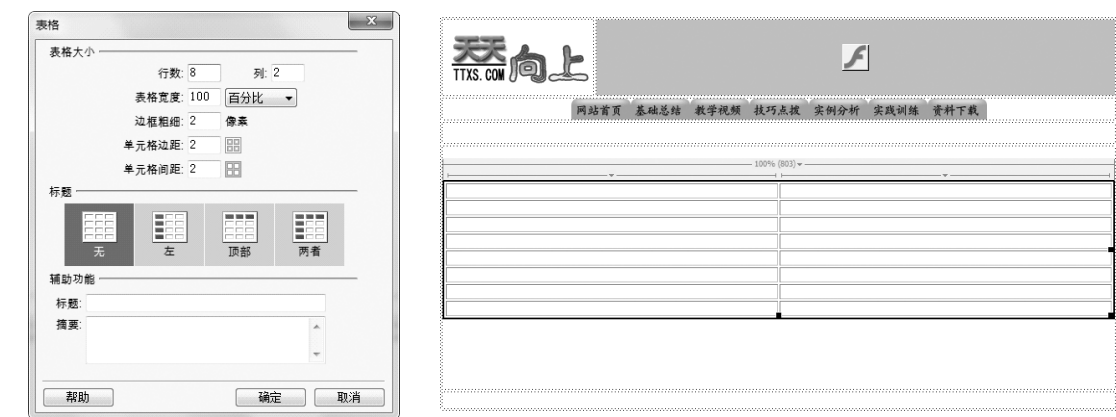 表格
表格大小
行数: 8 列: 2
表格宽度: 100 百分比
边框粗细: 2 像素
单元格边距: 2
单元格间距: 2
标题
无 左 顶部 两者
辅助功能
标题:
摘要:
帮助 确定 取消
天天向上
TTXS.COM
网站首页 基础总结 教学视频 技巧点拨 实例分析 实践训练 资料下载
100% (803)